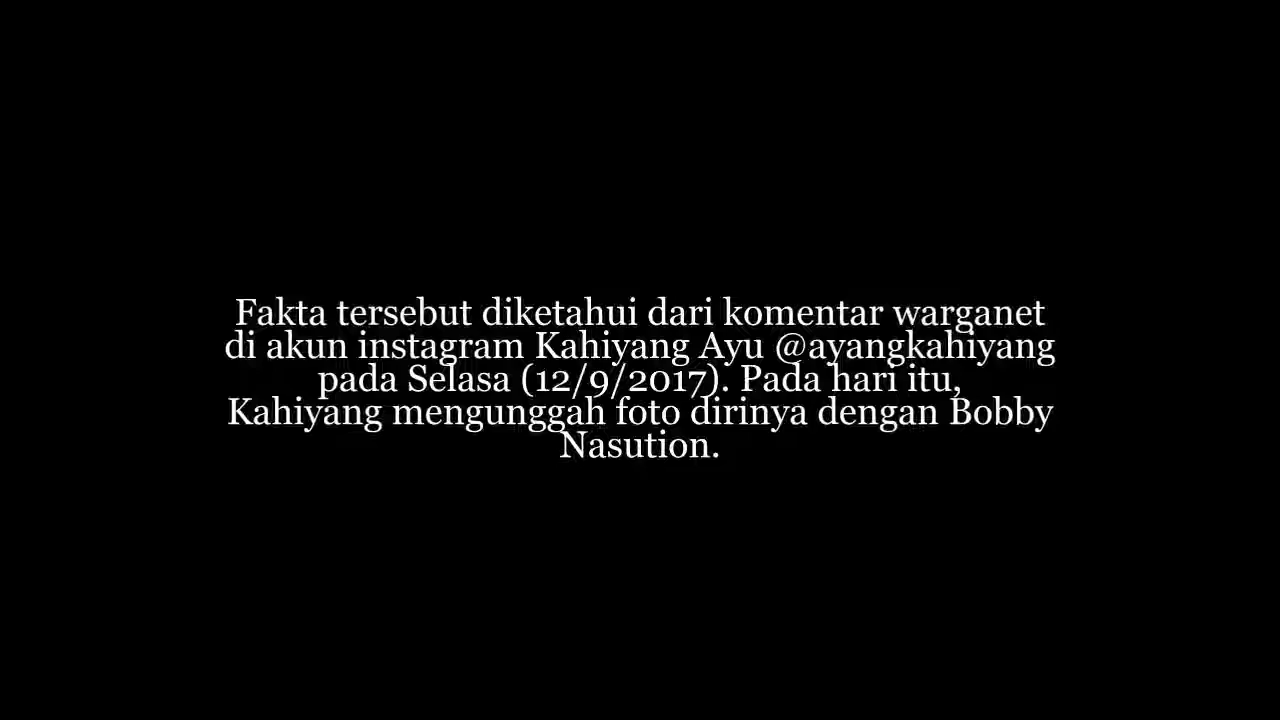 Fakta tersebut diketahui dari komentar warganet
di akun instagram Kahiyang Ayu @ayangkahiyang
pada Selasa (12/9/2017). Pada hari itu,
Kahiyang mengunggah foto dirinya dengan Bobby
Nasution.